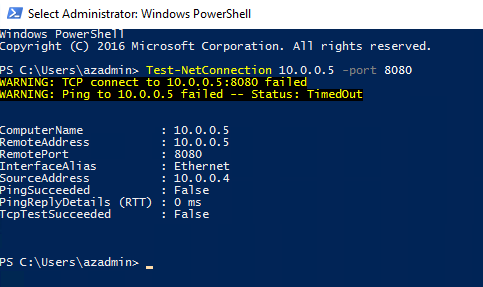 Select Administrator: Windows PowerShell
Windows PowerShell
Copyright (C) 2016 Microsoft Corporation. All rights reserved.
PS C:\Users\azadmin> Test-NetConnection 10.0.0.5 -port 8080
WARNING: TCP connect to 10.0.0.5:8080 failed
WARNING: Ping to 10.0.0.5 failed -- Status: TimedOut
ComputerName : 10.0.0.5
RemoteAddress : 10.0.0.5
RemotePort : 8080
InterfaceAlias : Ethernet
SourceAddress : 10.0.0.4
PingSucceeded : False
PingReplyDetails (RTT) : 0 ms
TcpTestSucceeded : False
PS C:\Users\azadmin> _